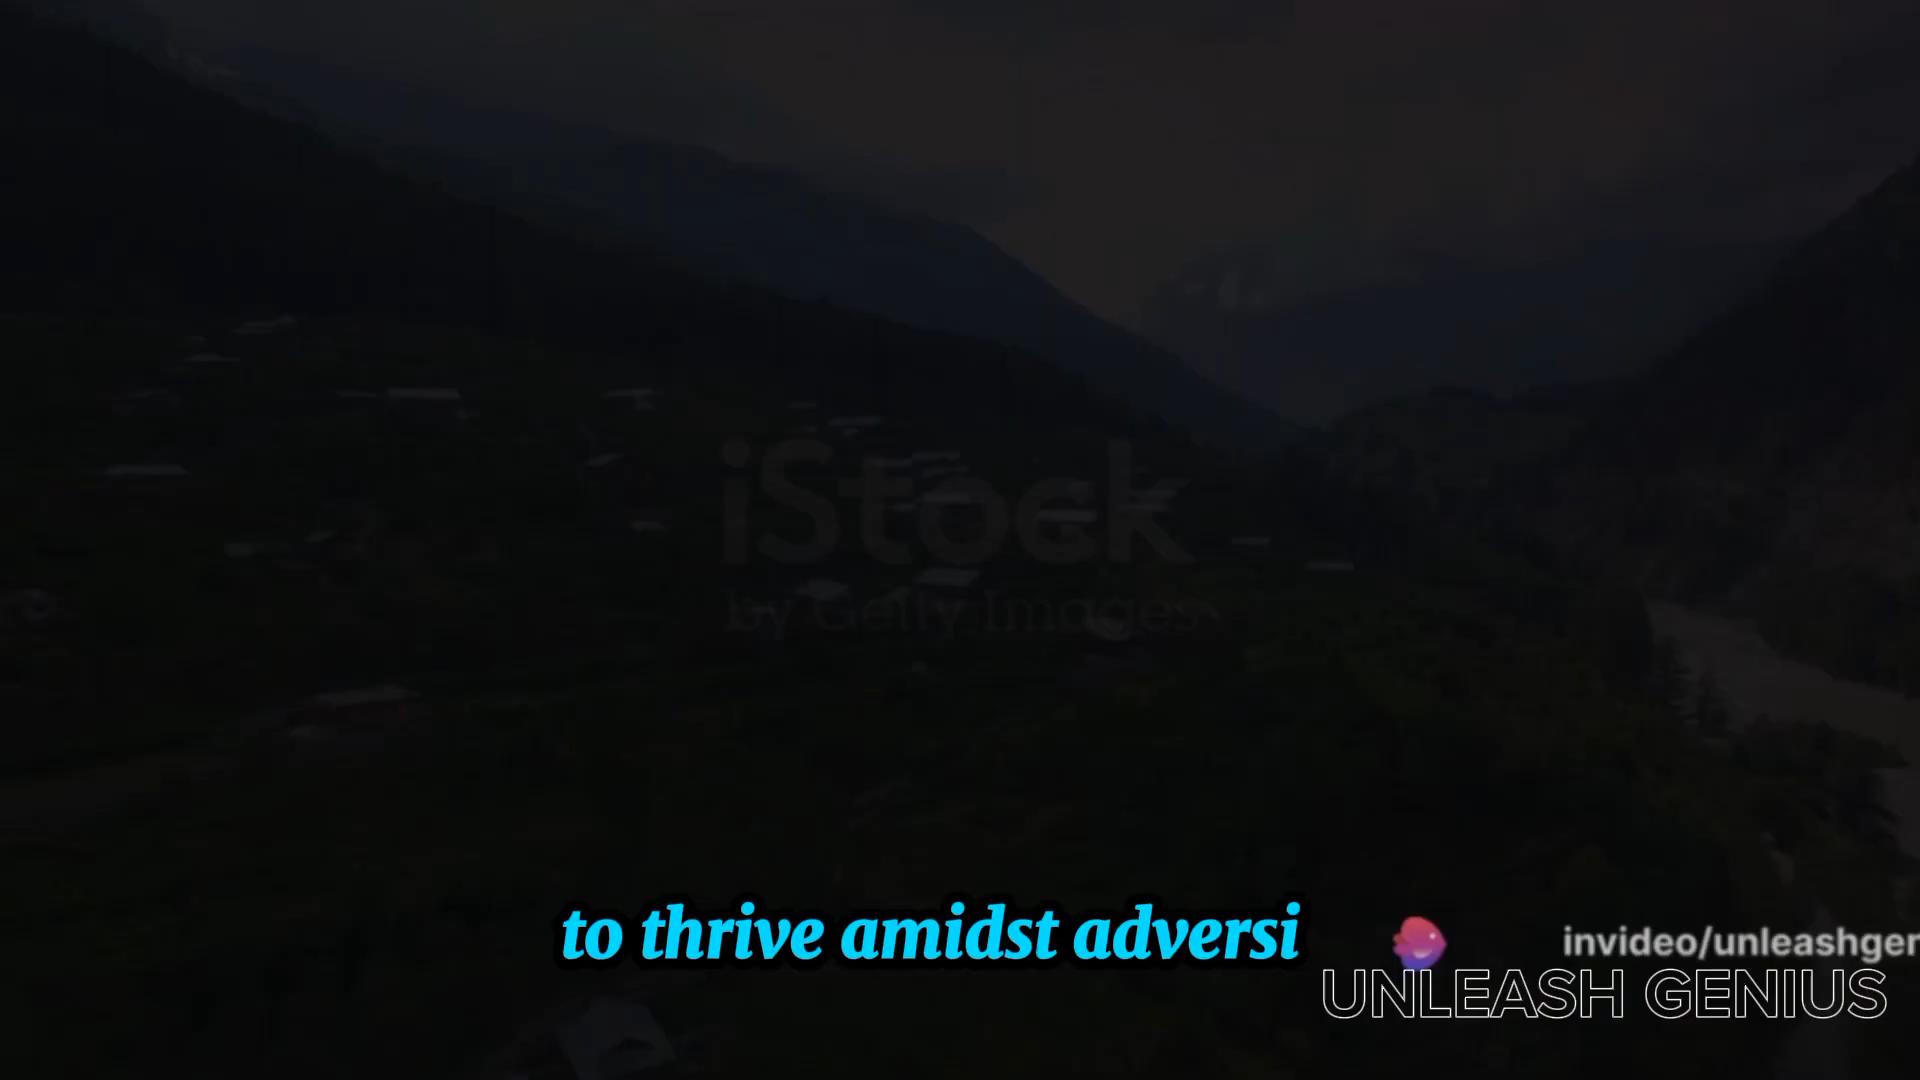 iStock
by Getty Images
to thrive amidst adversi
invideo/unleashger
UNLEASH GENIUS